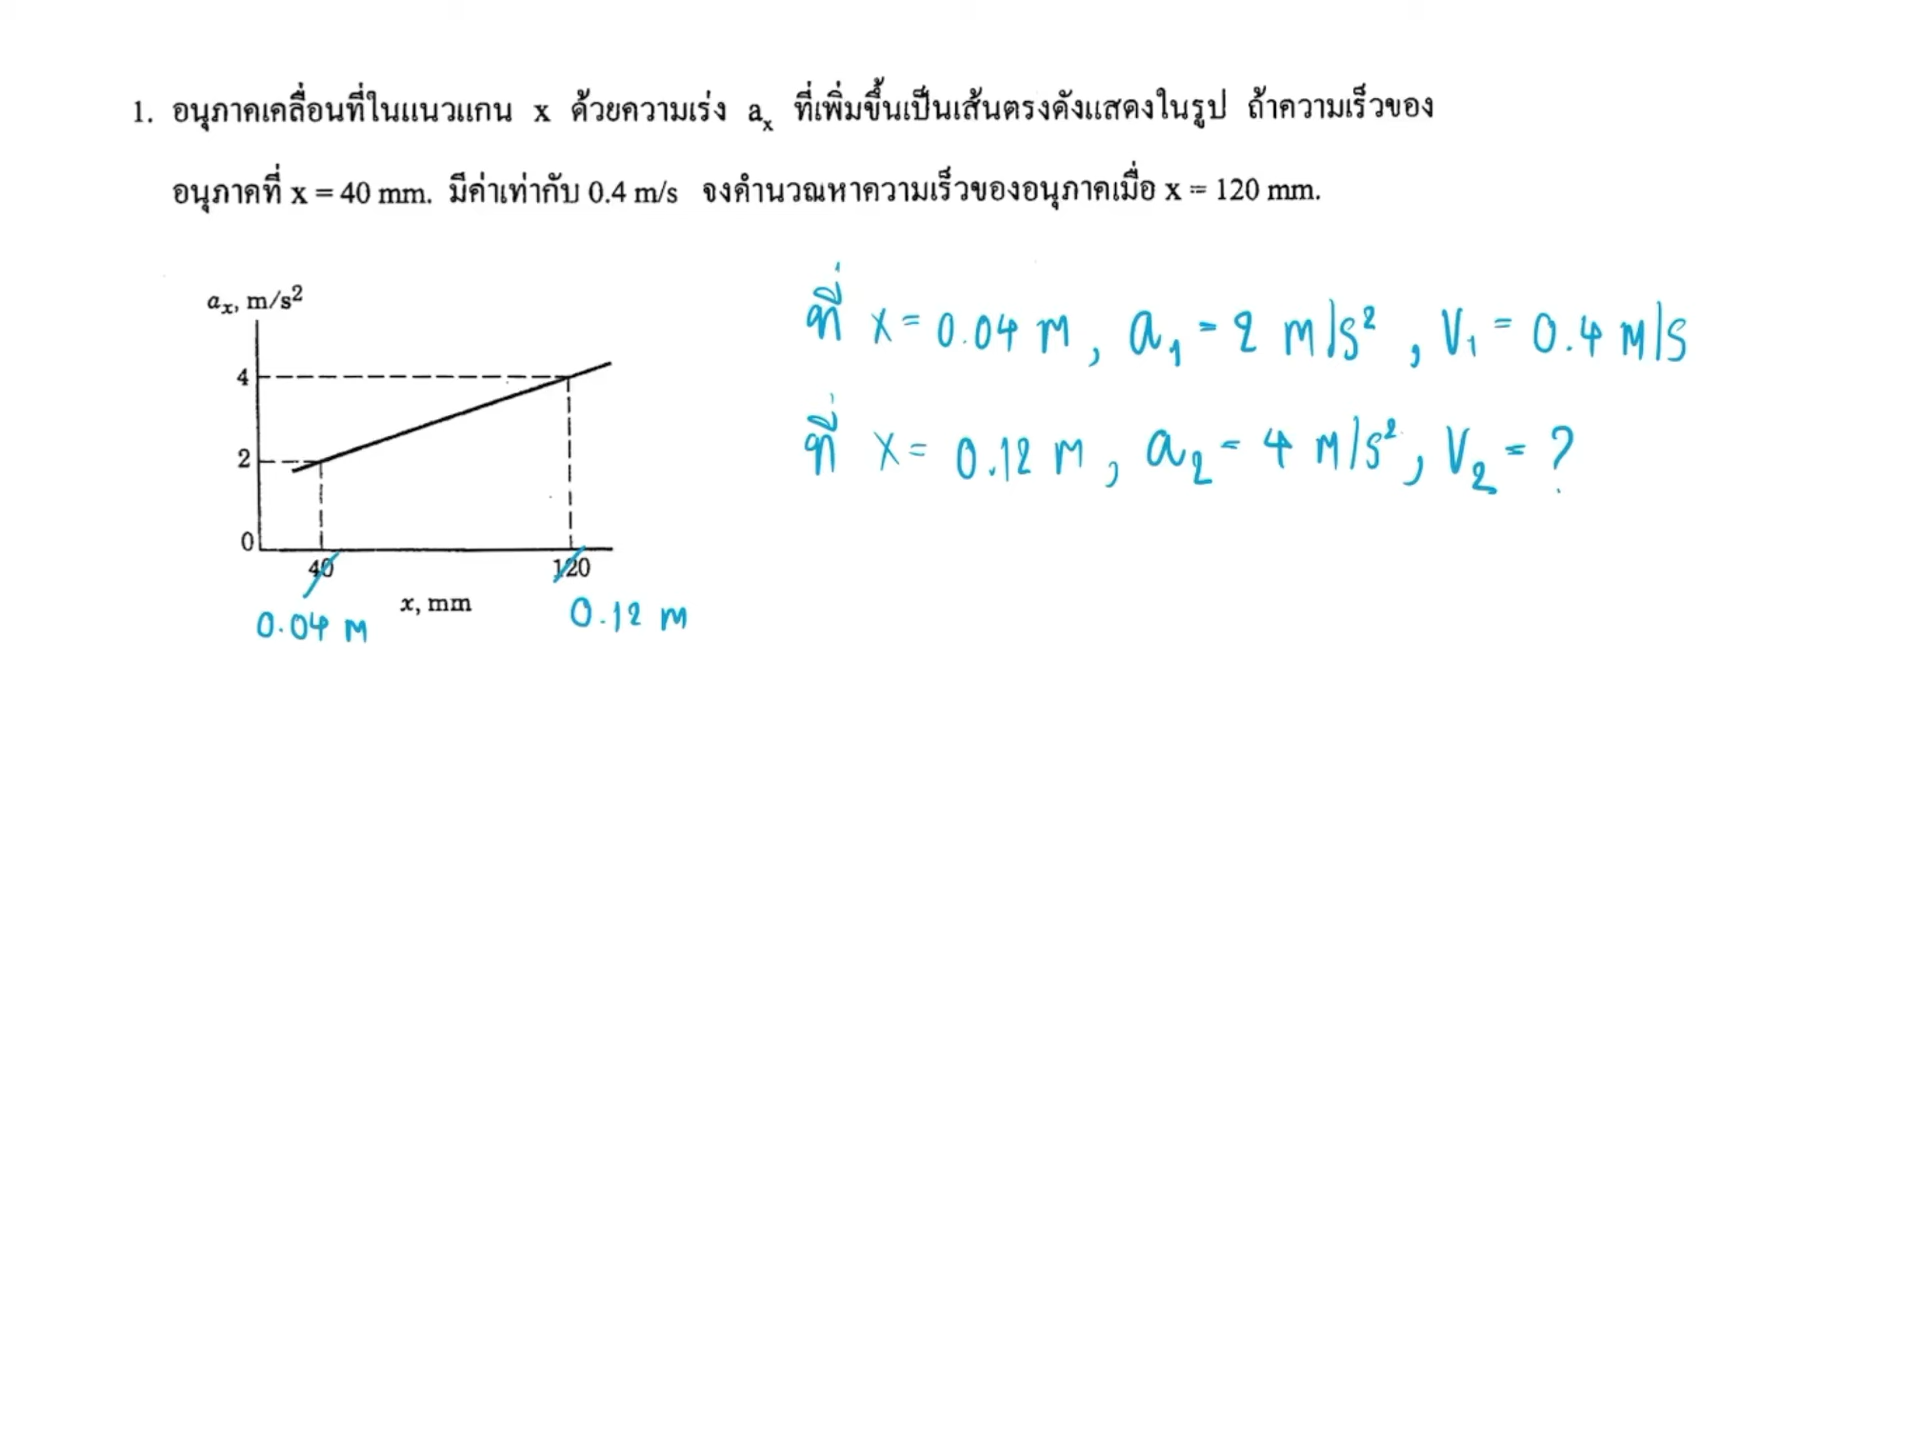 1. อนุภาคเคลื่อนที่ในแนวแกน x ด้วยความเร่ง aₓ ที่เพิ่มขึ้นเป็นเส้นตรงดังแสดงในรูป ถ้าความเร็วของ
อนุภาคที่ x = 40 mm. มีค่าเท่ากับ 0.4 m/s จงคำนวณหาความเร็วของอนุภาคเมื่อ x = 120 mm.
aₓ, m/s²
4
2
0
40
120
x, mm
0.04 m
0.12 m
ที่ x = 0.04 m, a₁ = 2 m/s², v₁ = 0.4 m/s
ที่ x = 0.12 m, a₂ = 4 m/s², v₂ = ?